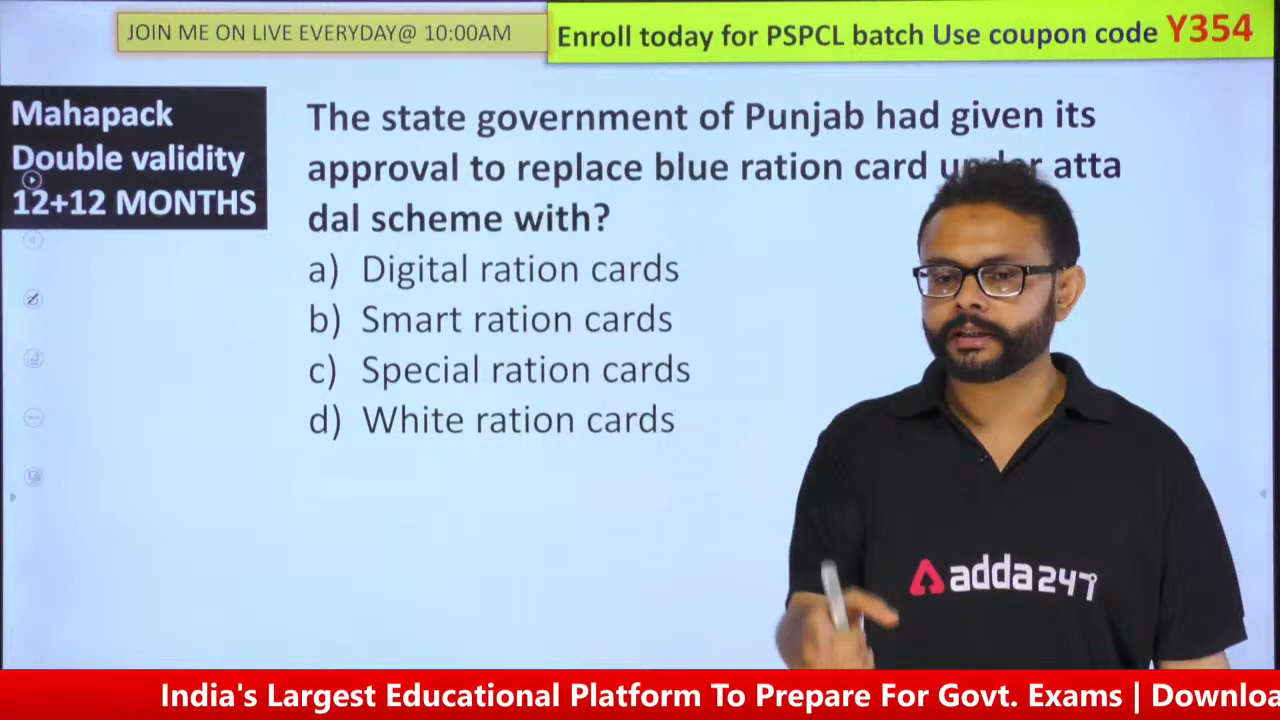 JOIN ME ON LIVE EVERYDAY@ 10:00AM
Enroll today for PSPCL batch Use coupon code Y354
Mahapack
Double validity
12+12 MONTHS
The state government of Punjab had given its
approval to replace blue ration card under atta
dal scheme with?
a) Digital ration cards
b) Smart ration cards
c) Special ration cards
d) White ration cards
adda247
India's Largest Educational Platform To Prepare For Govt. Exams | Downloa